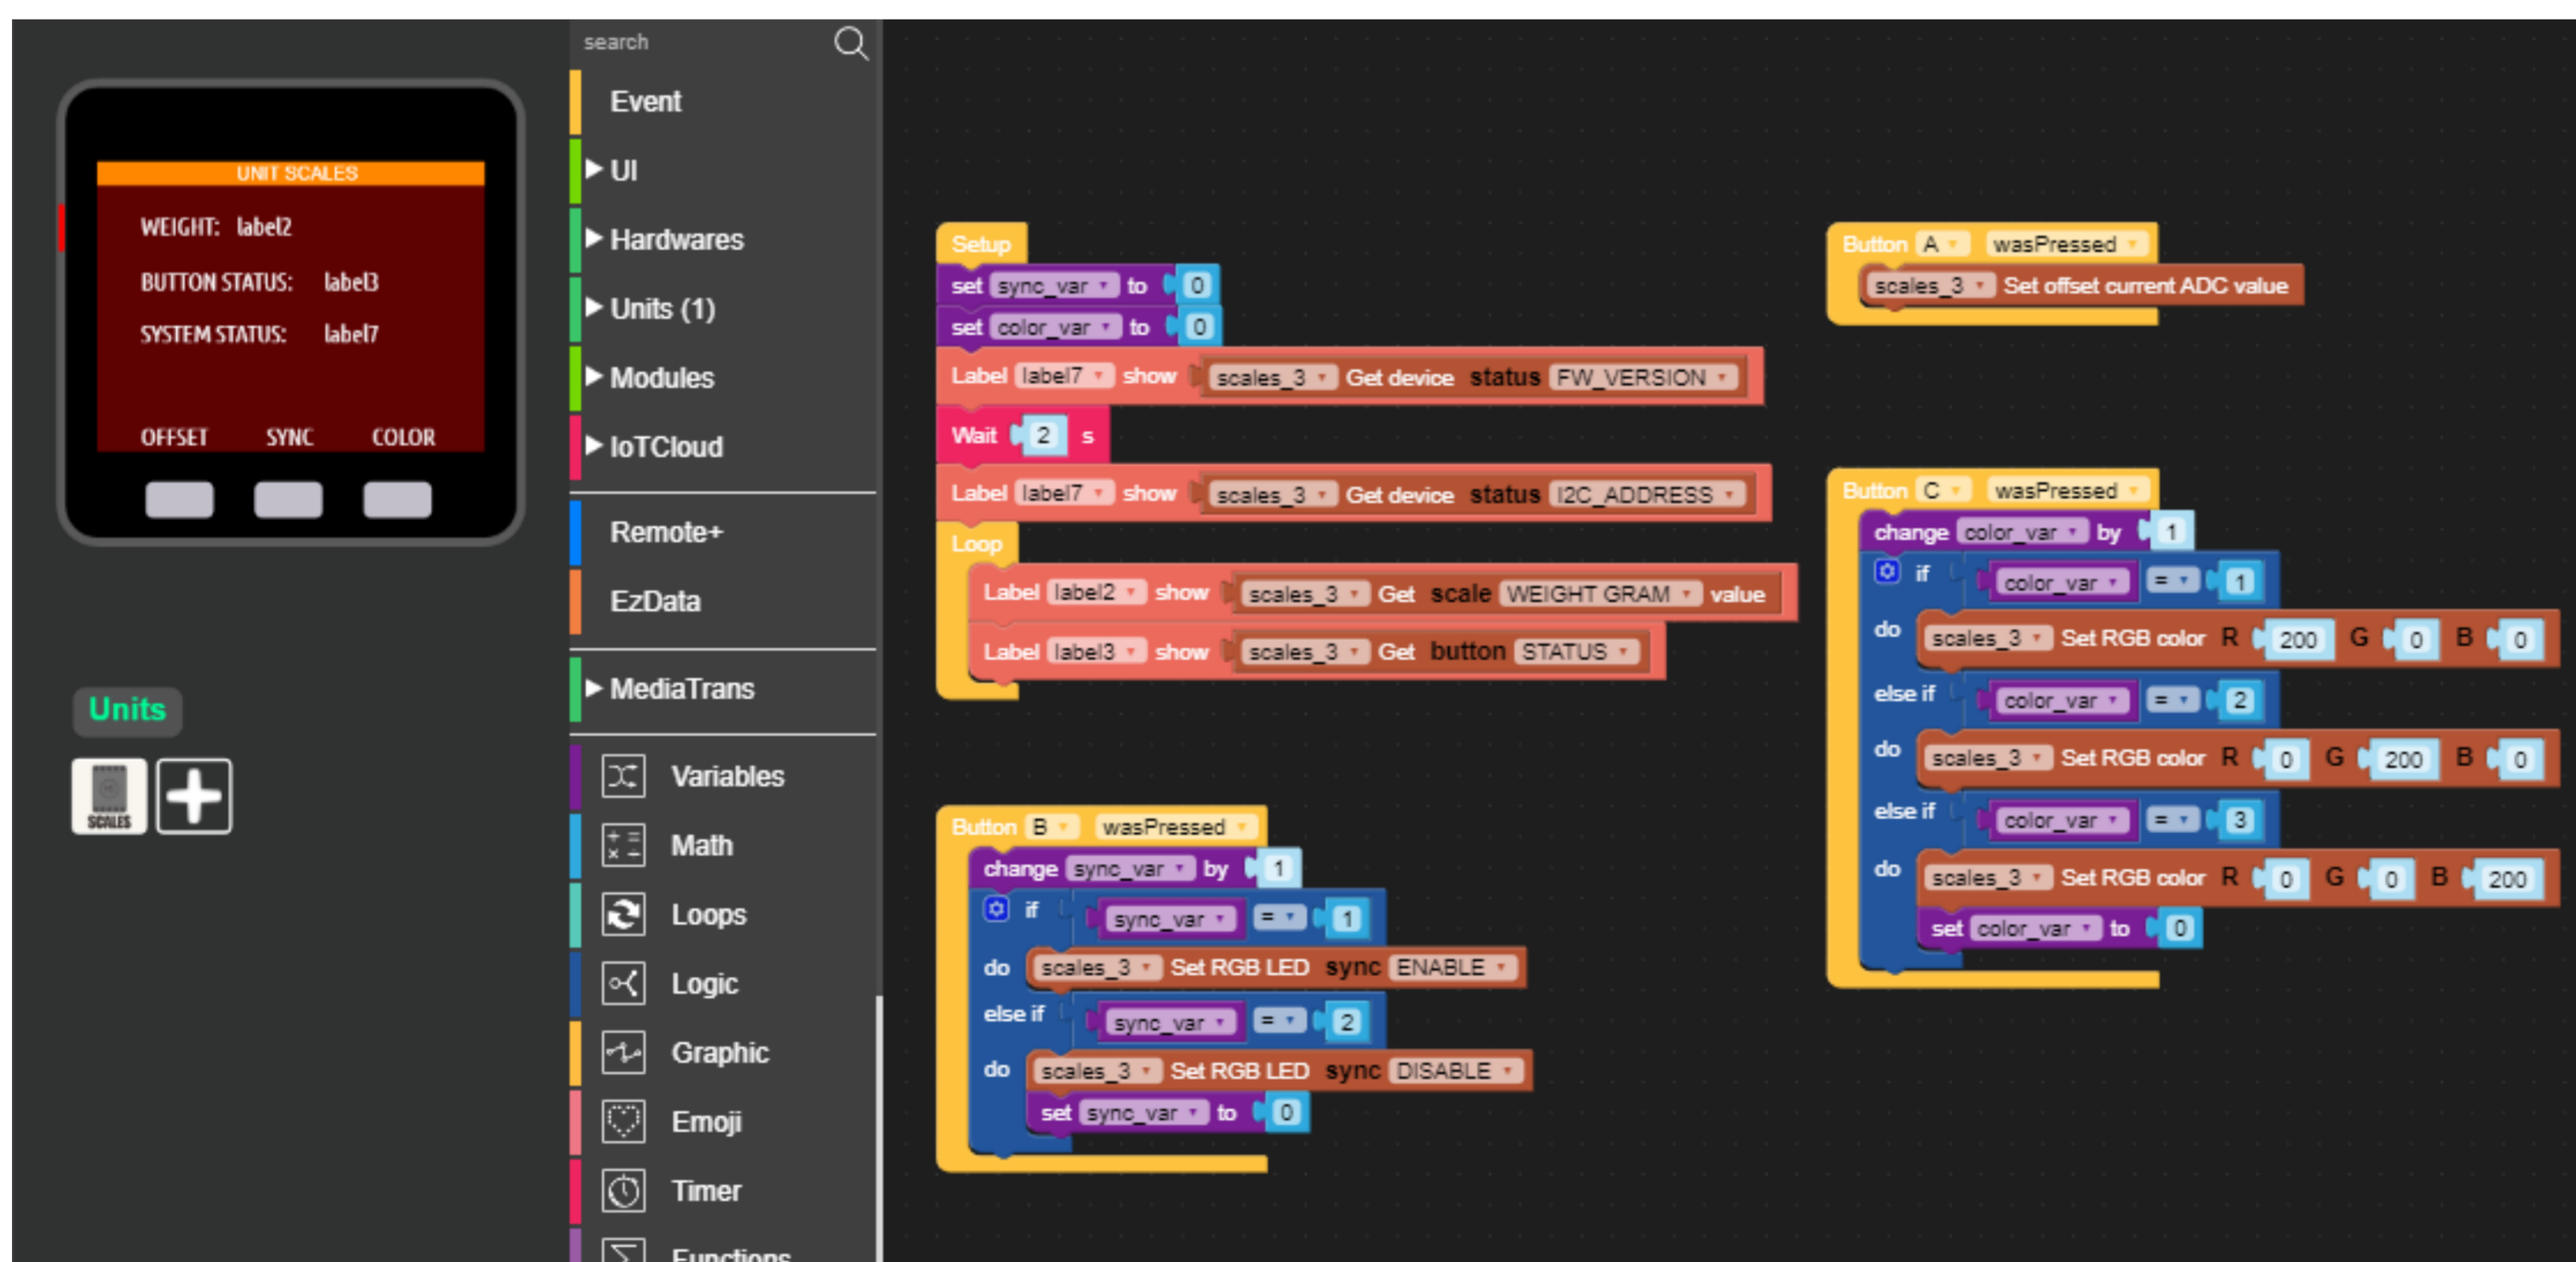 UNIT SCALES
WEIGHT: label2
BUTTON STATUS: label3
SYSTEM STATUS: label7
OFFSET SYNC COLOR
Units
SCALES
search
Event
UI
Hardwares
Units (1)
Modules
IoTCloud
Remote+
EzData
MediaTrans
Variables
Math
Loops
Logic
Graphic
Emoji
Timer
Functions
Setup
set sync_var to 0
set color_var to 0
Label label7 show scales_3 Get device status FW_VERSION
Wait 2 s
Label label7 show scales_3 Get device status I2C_ADDRESS
Loop
Label label2 show scales_3 Get scale WEIGHT GRAM value
Label label3 show scales_3 Get button STATUS
Button B wasPressed
change sync_var by 1
if sync_var = 1
do scales_3 Set RGB LED sync ENABLE
else if sync_var = 2
do scales_3 Set RGB LED sync DISABLE
set sync_var to 0
Button A wasPressed
scales_3 Set offset current ADC value
Button C wasPressed
change color_var by 1
if color_var = 1
do scales_3 Set RGB color R 200 G 0 B 0
else if color_var = 2
do scales_3 Set RGB color R 0 G 200 B 0
else if color_var = 3
do scales_3 Set RGB color R 0 G 0 B 200
set color_var to 0